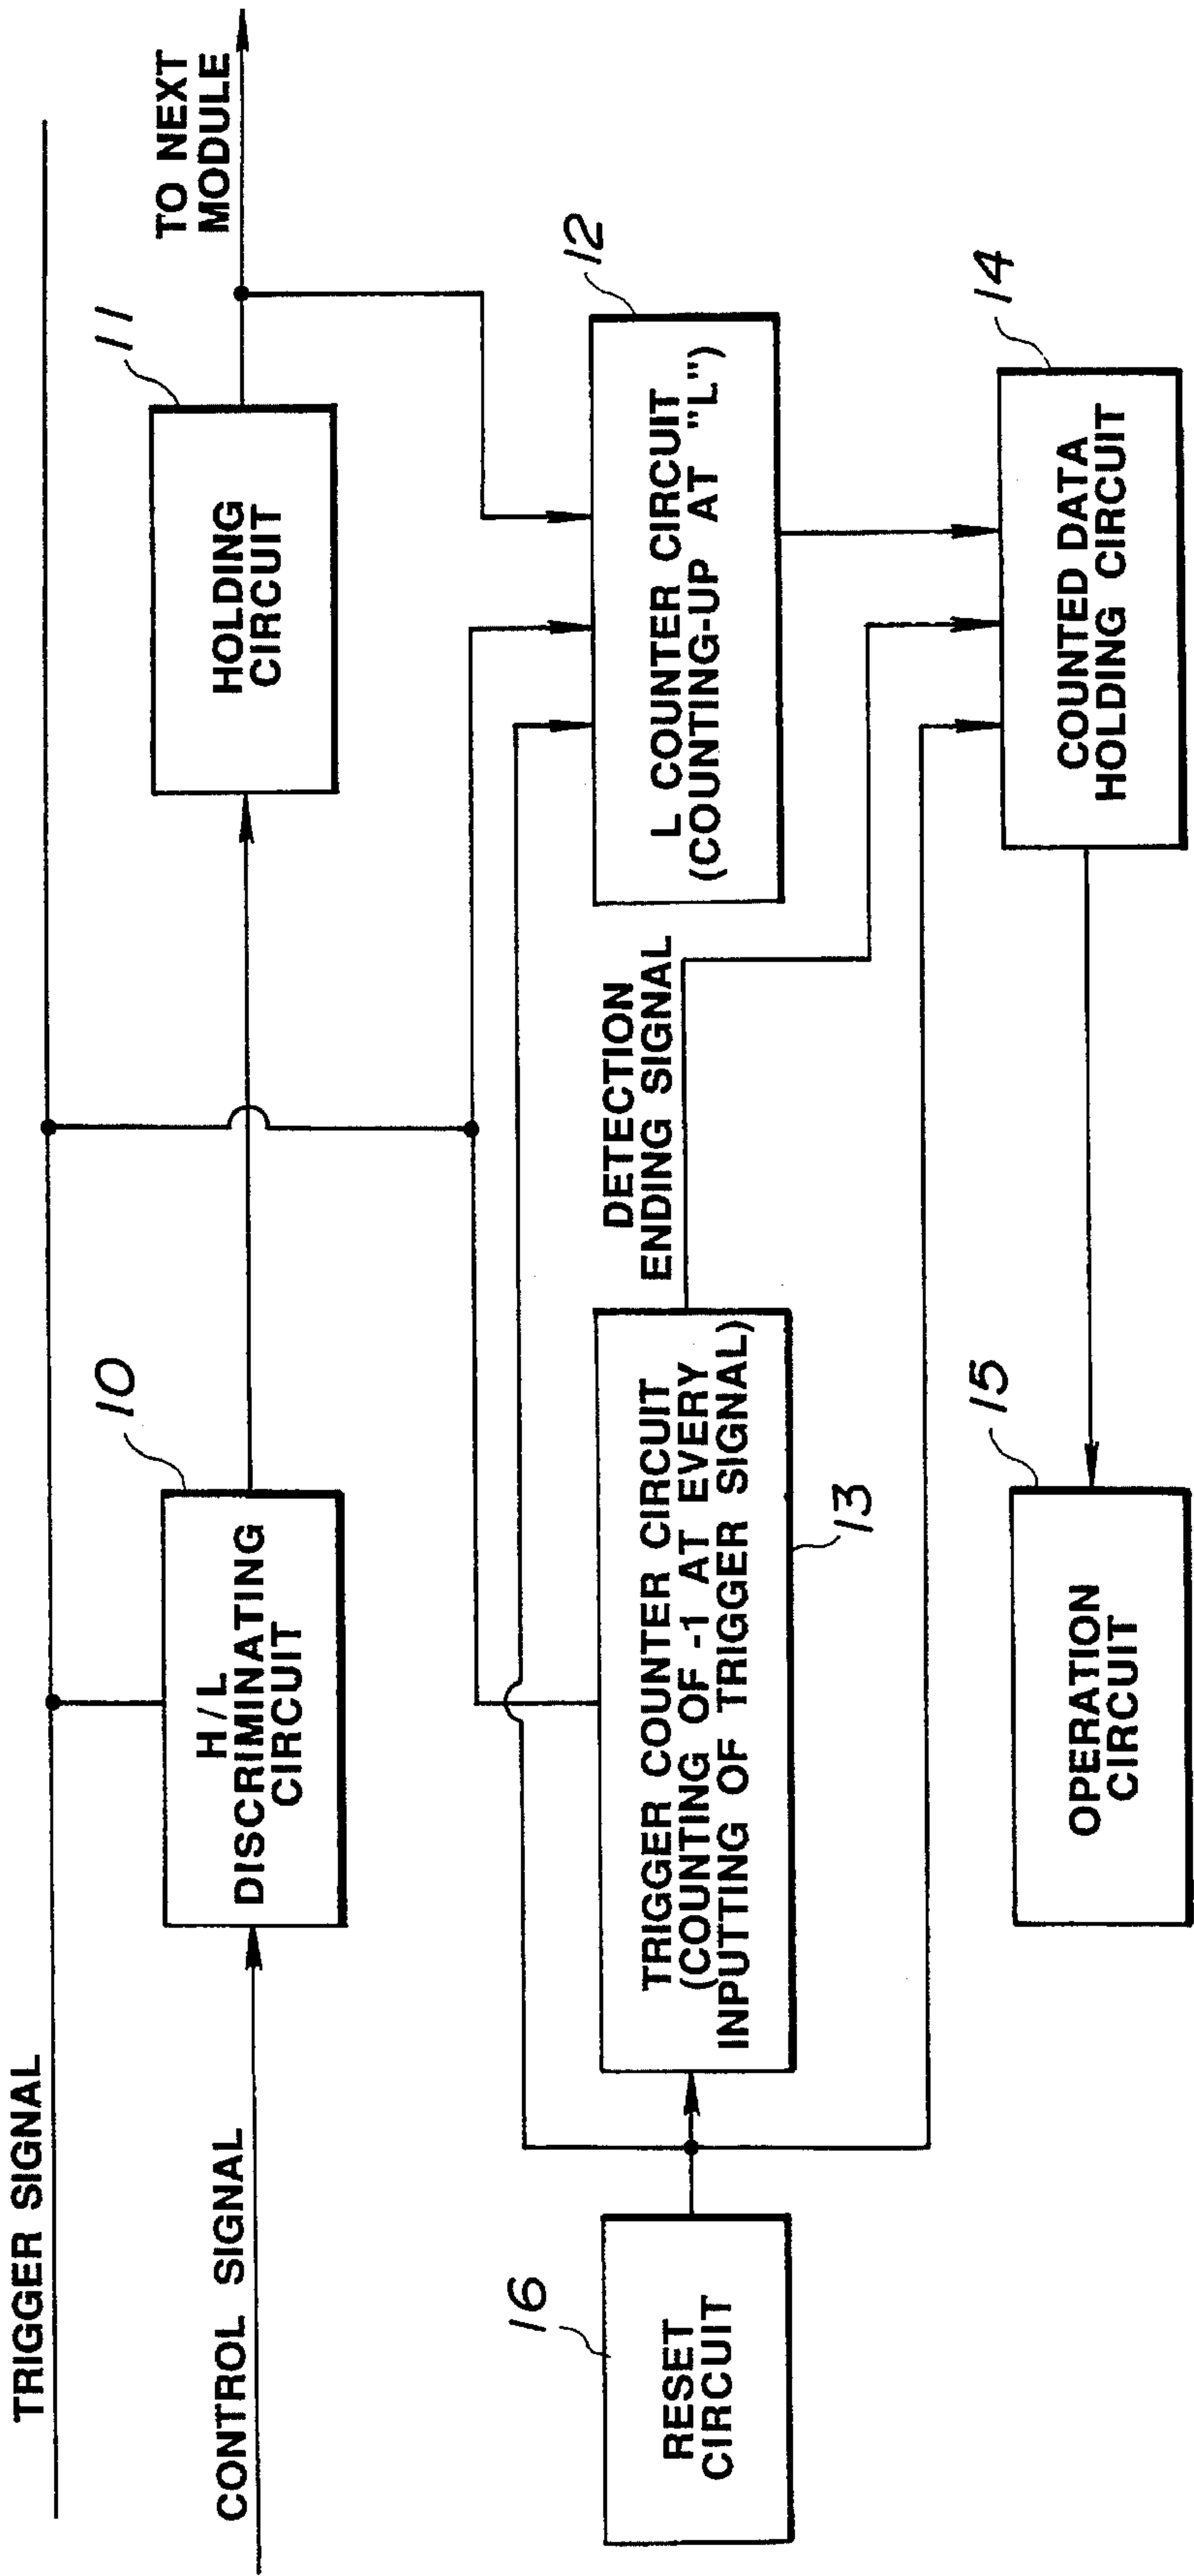 TRIGGER SIGNAL
CONTROL SIGNAL
10
H/L
DISCRIMINATING
CIRCUIT
11
HOLDING
CIRCUIT
TO NEXT
MODULE
16
RESET
CIRCUIT
TRIGGER COUNTER CIRCUIT
(COUNTING OF -1 AT EVERY
INPUTTING OF TRIGGER SIGNAL)
13
DETECTION
ENDING SIGNAL
12
L COUNTER CIRCUIT
(COUNTING-UP AT "L")
15
OPERATION
CIRCUIT
14
COUNTED DATA
HOLDING CIRCUIT